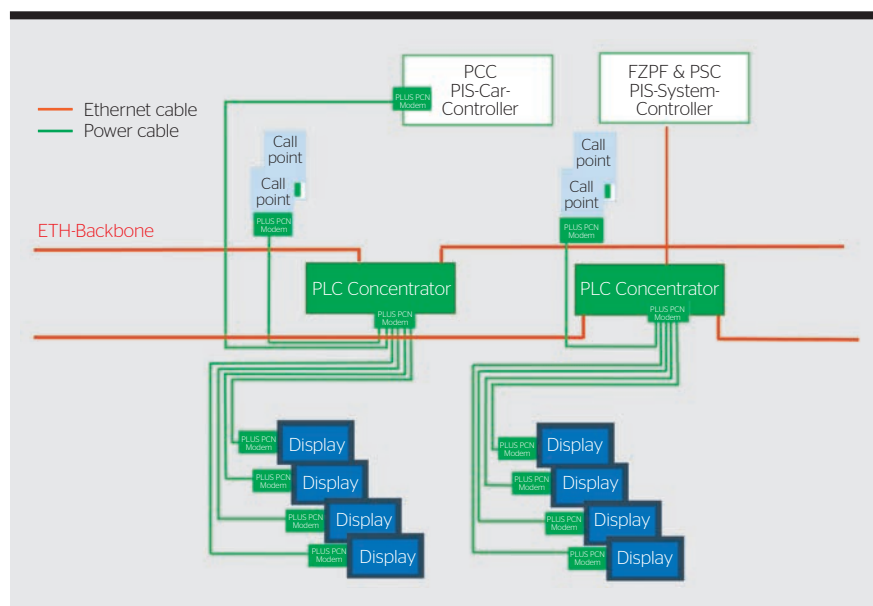 PCC
PIS-Car-
Controller
PLUS PCN
Modem
FZPF & PSC
PIS-System-
Controller
Ethernet cable
Power cable
Call
point
Call
point
PLUS PCN
Modem
Call
point
Call
point
PLUS PCN
Modem
ETH-Backbone
PLC Concentrator
PLUS PCN
Modem
PLC Concentrator
PLUS PCN
Modem
PLUS PCN
Modem
Display
PLUS PCN
Modem
Display
PLUS PCN
Modem
Display
PLUS PCN
Modem
Display
PLUS PCN
Modem
Display
PLUS PCN
Modem
Display
PLUS PCN
Modem
Display
PLUS PCN
Modem
Display